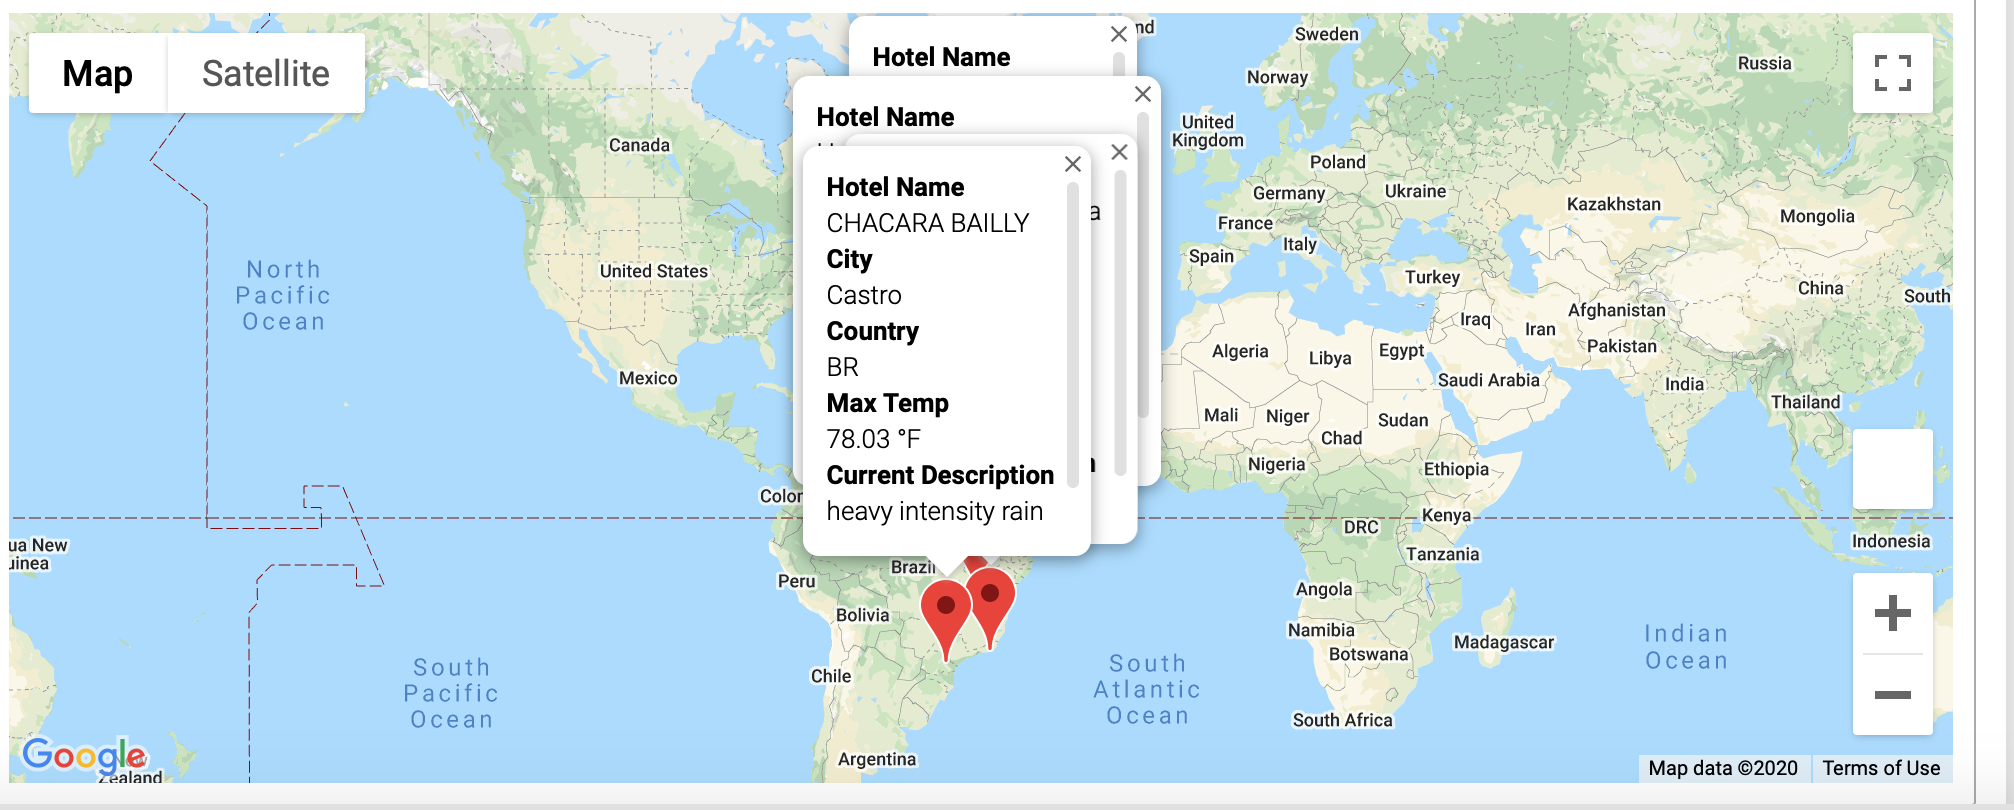 Map
Satellite
Hotel Name
Hotel Name
Hotel Name
CHACARA BAILLY
City
Castro
Country
BR
Max Temp
78.03 °F
Current Description
heavy intensity rain
a
Sweden
Norway
Russia
United
Kingdom
Poland
Germany
Ukraine
France
Italy
Spain
Turkey
Kazakhstan
Mongolia
China
South
Afghanistan
Iraq
Iran
Pakistan
Algeria
Libya
Egypt
Saudi Arabia
India
Thailand
Mali
Niger
Chad
Sudan
Nigeria
Ethiopia
DRC
Kenya
Tanzania
Angola
Namibia
Botswana
Madagascar
South Africa
Indonesia
Canada
United States
Mexico
Color
Brazil
Peru
Bolivia
Chile
Argentina
North
Pacific
Ocean
South
Pacific
Ocean
South
Atlantic
Ocean
Indian
Ocean
ua New
uinea
New
Zealand
Google
Map data ©2020
Terms of Use